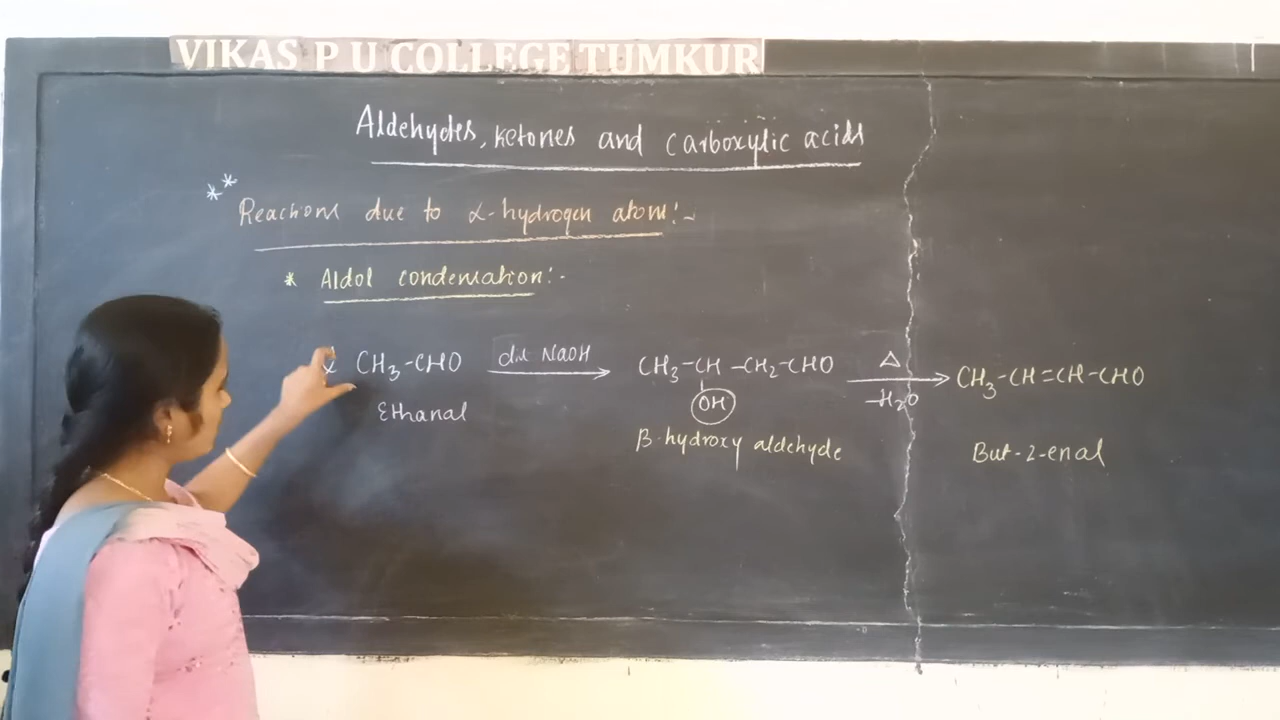 VIKAS P U COLLEGE TUMKUR
Aldehydes, ketones and carboxylic acids
** Reactions due to α-hydrogen atom:-
* Aldol condensation:-
CH₃-CHO dil NaOH CH₃-CH-CH₂-CHO Δ -H₂O CH₃-CH=CH-CHO
OH
Ethanal β-hydroxy aldehyde But-2-enal